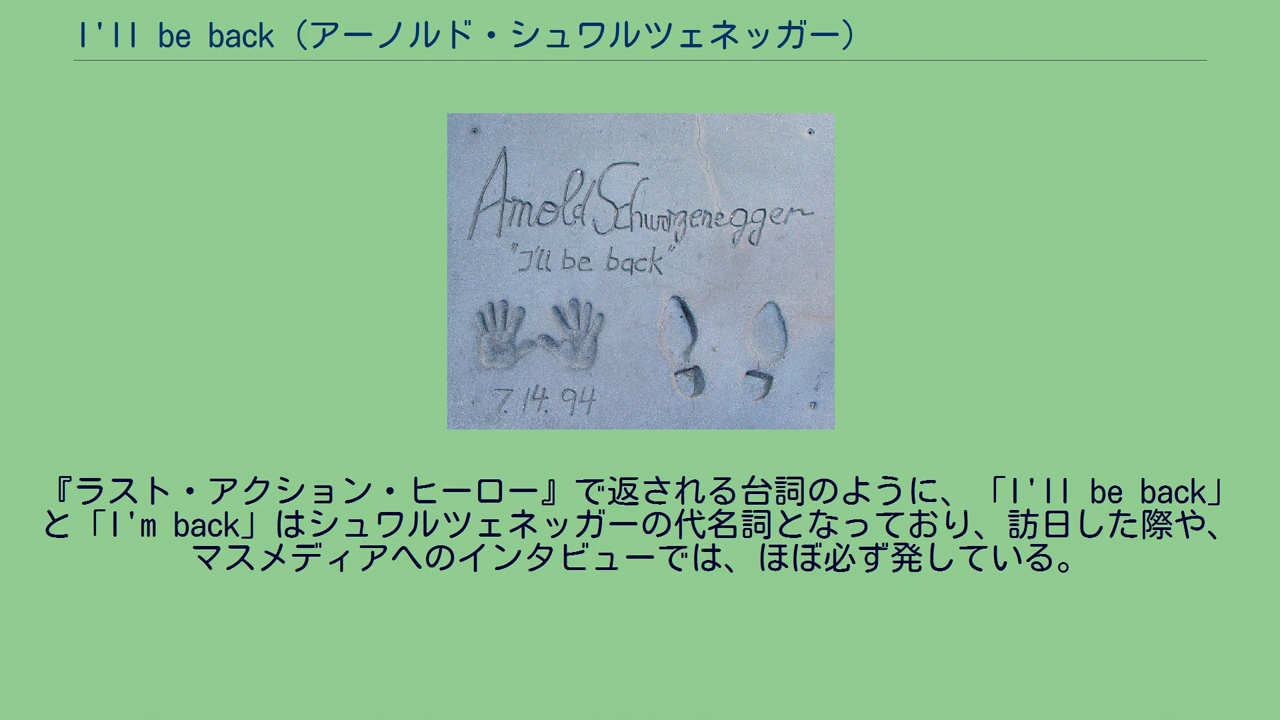 I'll be back（アーノルド・シュワルツェネッガー）
Arnold Schwarzenegger
"I'll be back"
7.14.94
『ラスト・アクション・ヒーロー』で返される台詞のように、「I'll be back」
と「I'm back」はシュワルツェネッガーの代名詞となっており、訪日した際や、
マスメディアへのインタビューでは、ほぼ必ず発している。